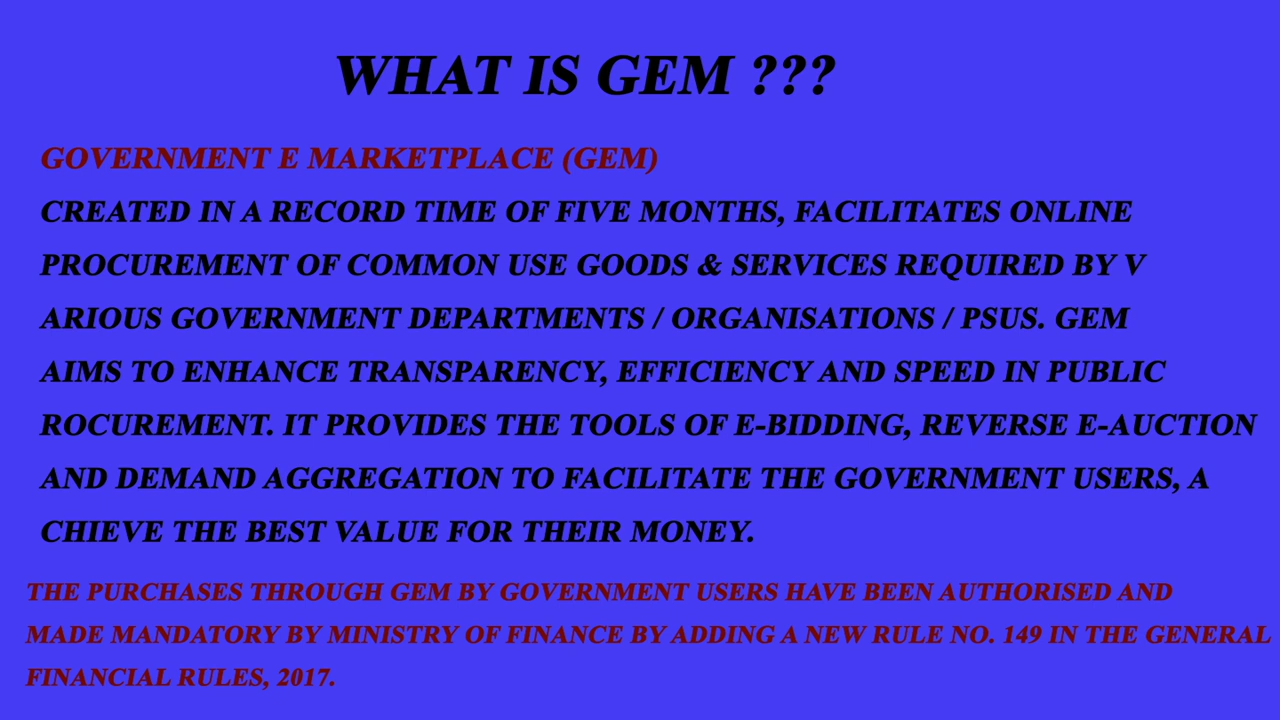 WHAT IS GEM ???
GOVERNMENT E MARKETPLACE (GEM)
CREATED IN A RECORD TIME OF FIVE MONTHS, FACILITATES ONLINE
PROCUREMENT OF COMMON USE GOODS & SERVICES REQUIRED BY V
ARIOUS GOVERNMENT DEPARTMENTS / ORGANISATIONS / PSUS. GEM
AIMS TO ENHANCE TRANSPARENCY, EFFICIENCY AND SPEED IN PUBLIC
ROCUREMENT. IT PROVIDES THE TOOLS OF E-BIDDING, REVERSE E-AUCTION
AND DEMAND AGGREGATION TO FACILITATE THE GOVERNMENT USERS, A
CHIEVE THE BEST VALUE FOR THEIR MONEY.
THE PURCHASES THROUGH GEM BY GOVERNMENT USERS HAVE BEEN AUTHORISED AND
MADE MANDATORY BY MINISTRY OF FINANCE BY ADDING A NEW RULE NO. 149 IN THE GENERAL
FINANCIAL RULES, 2017.